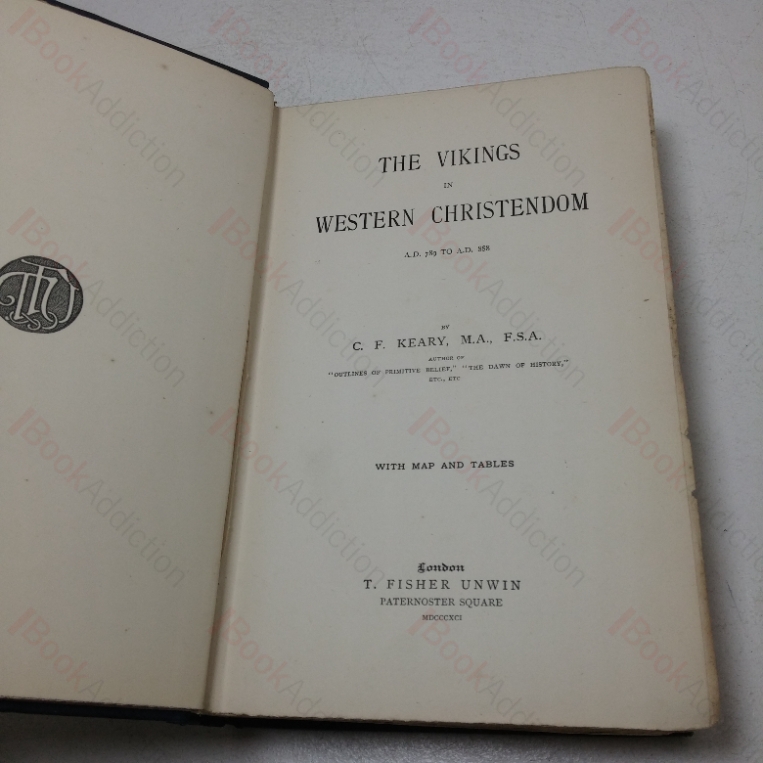 THE VIKINGS
IN
WESTERN CHRISTENDOM
A.D. 789 TO A.D. 888
BY
C. F. KEARY, M.A., F.S.A.
AUTHOR OF
"OUTLINES OF PRIMITIVE BELIEF," "THE DAWN OF HISTORY,"
ETC., ETC
WITH MAP AND TABLES
London
T. FISHER UNWIN
PATERNOSTER SQUARE
MDCCCXCI
BookAddiction